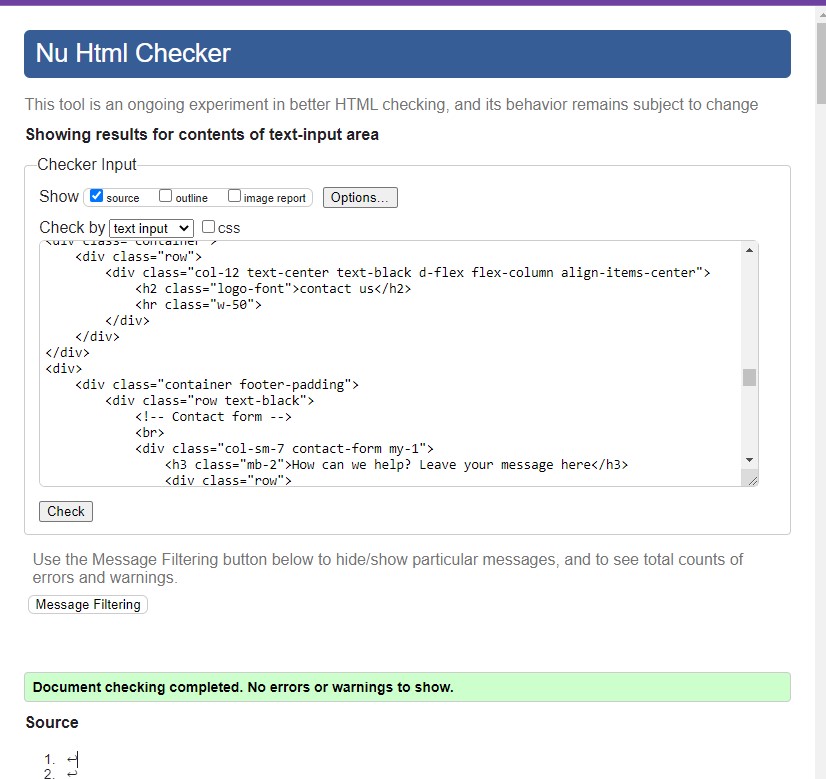 Nu Html Checker
This tool is an ongoing experiment in better HTML checking, and its behavior remains subject to change
Showing results for contents of text-input area
Checker Input
Show source outline image report Options...
Check by text input css
<div class="container">
<div class="row">
<div class="col-12 text-center text-black d-flex flex-column align-items-center">
<h2 class="logo-font">contact us</h2>
<hr class="w-50">
</div>
</div>
</div>
<div>
<div class="container footer-padding">
<div class="row text-black">
<!-- Contact form -->
<br>
<div class="col-sm-7 contact-form my-1">
<h3 class="mb-2">How can we help? Leave your message here</h3>
<div class="row">
Check
Use the Message Filtering button below to hide/show particular messages, and to see total counts of
errors and warnings.
Message Filtering
Document checking completed. No errors or warnings to show.
Source
1. ↩
2. ↩